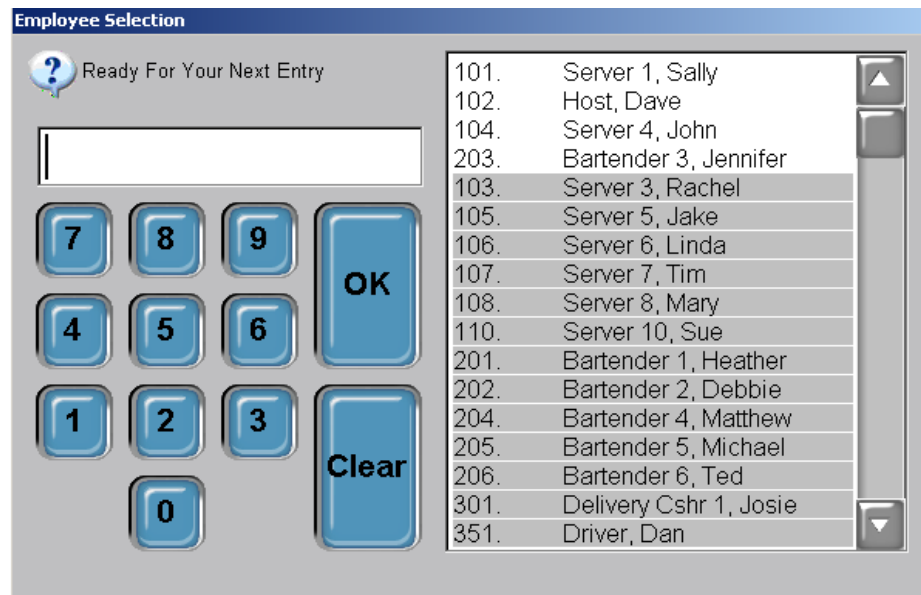 Employee Selection
? Ready For Your Next Entry
7 8 9
OK
4 5 6
1 2 3
Clear
0
101. Server 1, Sally
102. Host, Dave
104. Server 4, John
203. Bartender 3, Jennifer
103. Server 3, Rachel
105. Server 5, Jake
106. Server 6, Linda
107. Server 7, Tim
108. Server 8, Mary
110. Server 10, Sue
201. Bartender 1, Heather
202. Bartender 2, Debbie
204. Bartender 4, Matthew
205. Bartender 5, Michael
206. Bartender 6, Ted
301. Delivery Cshr 1, Josie
351. Driver, Dan